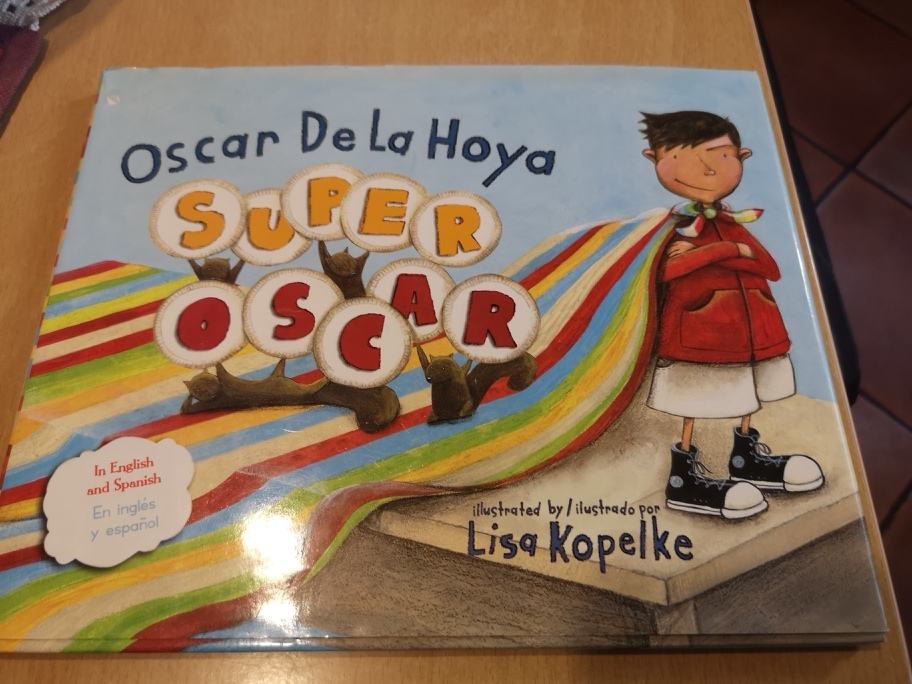 Oscar De La Hoya
SUPER
OSCAR
In English
and Spanish
En inglés
y español
illustrated by / ilustrado por
Lisa Kopelke